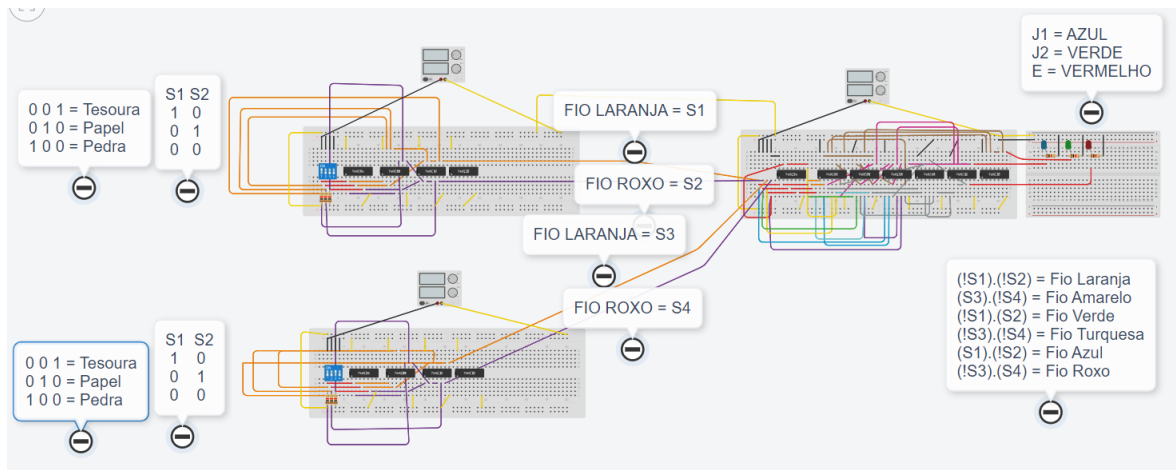 J1 = AZUL
J2 = VERDE
E = VERMELHO
0 0 1 = Tesoura
0 1 0 = Papel
1 0 0 = Pedra
S1 S2
1 0
0 1
0 0
FIO LARANJA = S1
FIO ROXO = S2
FIO LARANJA = S3
FIO ROXO = S4
0 0 1 = Tesoura
0 1 0 = Papel
1 0 0 = Pedra
S1 S2
1 0
0 1
0 0
(!S1).(!S2) = Fio Laranja
(S3).(!S4) = Fio Amarelo
(!S1).(S2) = Fio Verde
(!S3).(!S4) = Fio Turquesa
(S1).(!S2) = Fio Azul
(!S3).(S4) = Fio Roxo